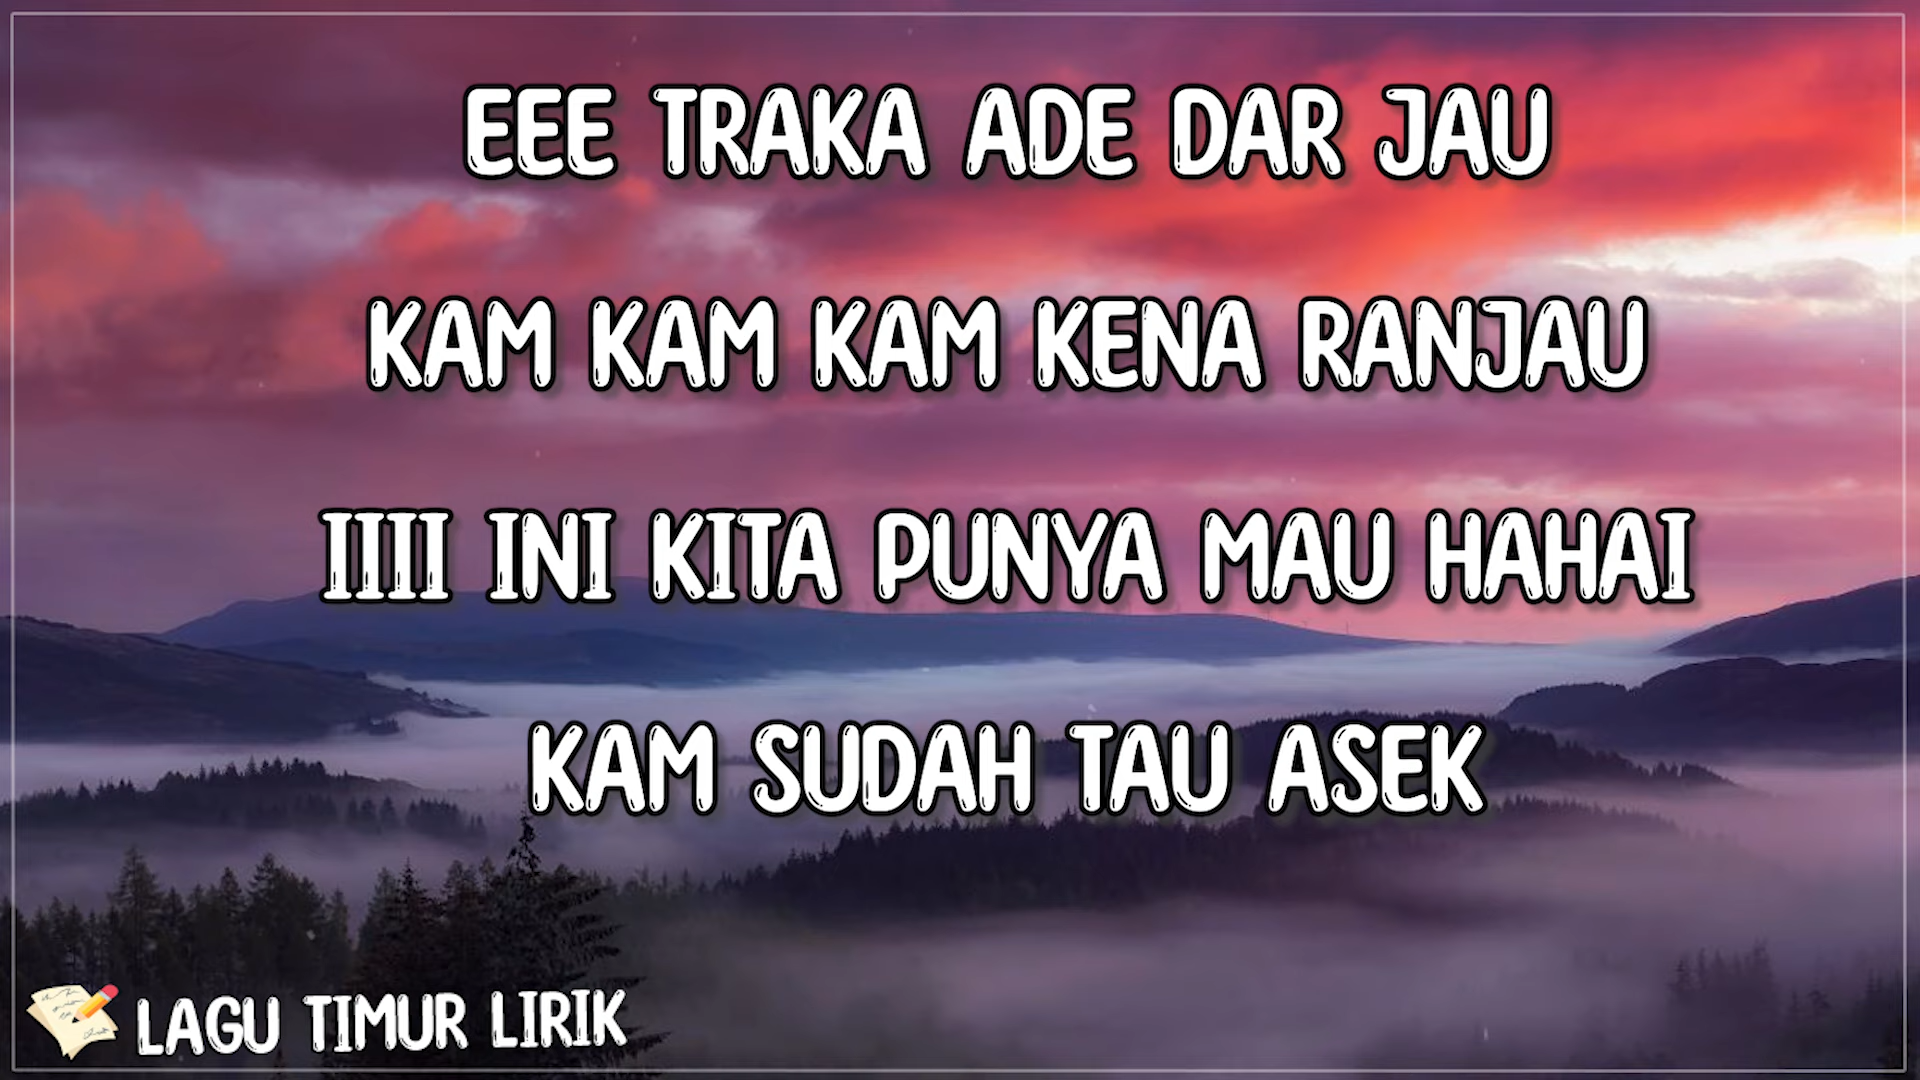 EEE TRAKA ADE DAR JAU
KAM KAM KAM KENA RANJAU
IIII INI KITA PUNYA MAU HAHAI
KAM SUDAH TAU ASEK
LAGU TIMUR LIRIK